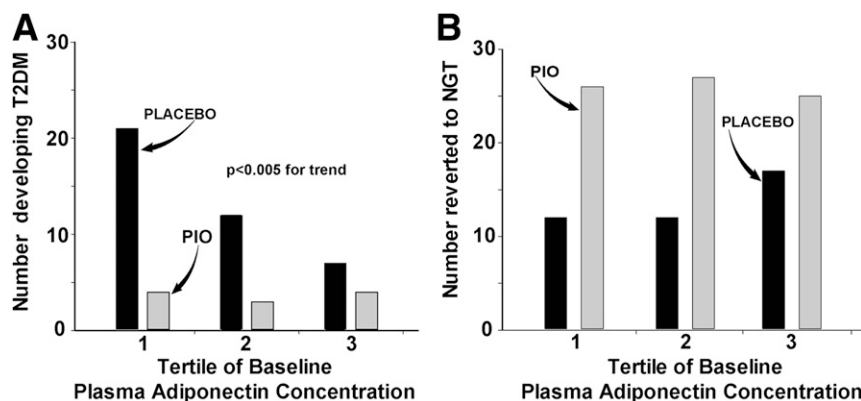 A
Number developing T2DM
30
20
10
0
PLACEBO
p<0.005 for trend
PIO
1 2 3
Tertile of Baseline
Plasma Adiponectin Concentration
B
Number reverted to NGT
30
20
10
0
PIO
PLACEBO
1 2 3
Tertile of Baseline
Plasma Adiponectin Concentration